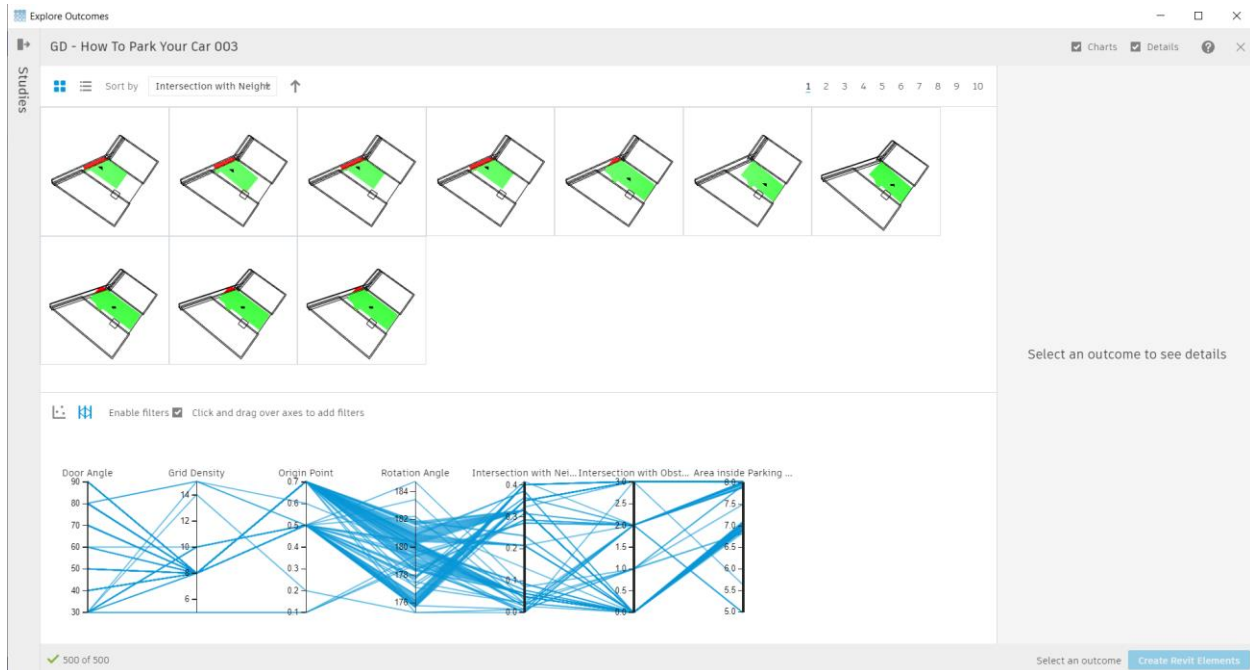 Explore Outcomes
GD - How To Park Your Car 003
Charts Details
Studies
Sort by Intersection with Neight
1 2 3 4 5 6 7 8 9 10
Select an outcome to see details
Enable filters Click and drag over axes to add filters
Door Angle Grid Density Origin Point Rotation Angle Intersection with Nei... Intersection with Obst... Area inside Parking ...
90 80 70 60 50 40 30
14 12 10 8 6
0.7 0.6 0.5 0.4 0.3 0.2 0.1
184 182 180 178 176
0.4 0.3 0.2 0.1 0.0
3.0 2.5 2.0 1.5 1.0 0.5 0.0
8.0 7.5 7.0 6.5 6.0 5.5 5.0
500 of 500
Select an outcome Create Revit Elements